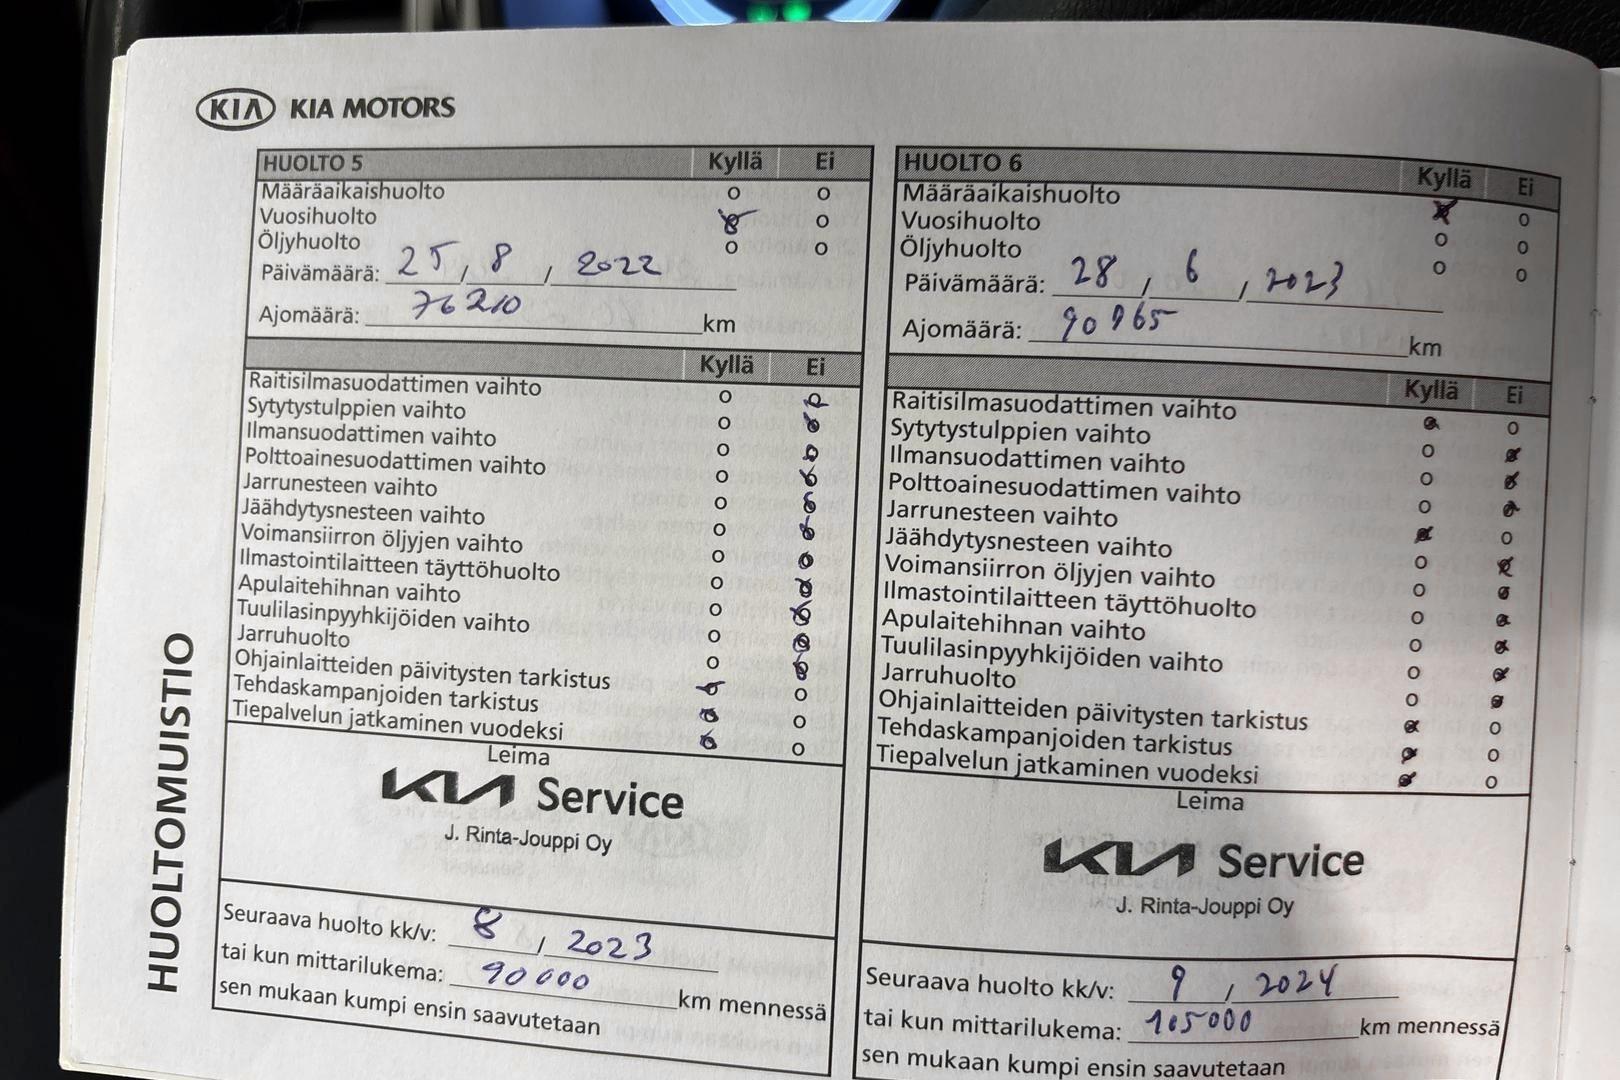 KIA KIA MOTORS
HUOLTO 5 Kyllä Ei
Määräaikaishuolto
Vuosihuolto
Öljyhuolto
Päivämäärä: 25 / 8 / 2022
Ajomäärä: 76210 km
Kyllä Ei
Raitisilmasuodattimen vaihto
Sytytystulppien vaihto
Ilmansuodattimen vaihto
Polttoainesuodattimen vaihto
Jarrunesteen vaihto
Jäähdytysnesteen vaihto
Voimansiirron öljyjen vaihto
Ilmastointilaitteen täyttöhuolto
Apulaitehihnan vaihto
Tuulilasinpyyhkijöiden vaihto
Jarruhuolto
Ohjainlaitteiden päivitysten tarkistus
Tehdaskampanjoiden tarkistus
Tiepalvelun jatkaminen vuodeksi
Leima
KIA Service
J. Rinta-Jouppi Oy
Seuraava huolto kk/v: 8 / 2023
tai kun mittarilukema: 90000 km mennessä
sen mukaan kumpi ensin saavutetaan
HUOLTO 6 Kyllä Ei
Määräaikaishuolto
Vuosihuolto
Öljyhuolto
Päivämäärä: 28 / 6 / 2023
Ajomäärä: 90965 km
Kyllä Ei
Raitisilmasuodattimen vaihto
Sytytystulppien vaihto
Ilmansuodattimen vaihto
Polttoainesuodattimen vaihto
Jarrunesteen vaihto
Jäähdytysnesteen vaihto
Voimansiirron öljyjen vaihto
Ilmastointilaitteen täyttöhuolto
Apulaitehihnan vaihto
Tuulilasinpyyhkijöiden vaihto
Jarruhuolto
Ohjainlaitteiden päivitysten tarkistus
Tehdaskampanjoiden tarkistus
Tiepalvelun jatkaminen vuodeksi
Leima
KIA Service
J. Rinta-Jouppi Oy
Seuraava huolto kk/v: 9 / 2024
tai kun mittarilukema: 105000 km mennessä
sen mukaan kumpi ensin saavutetaan
HUOLTOMUISTIO